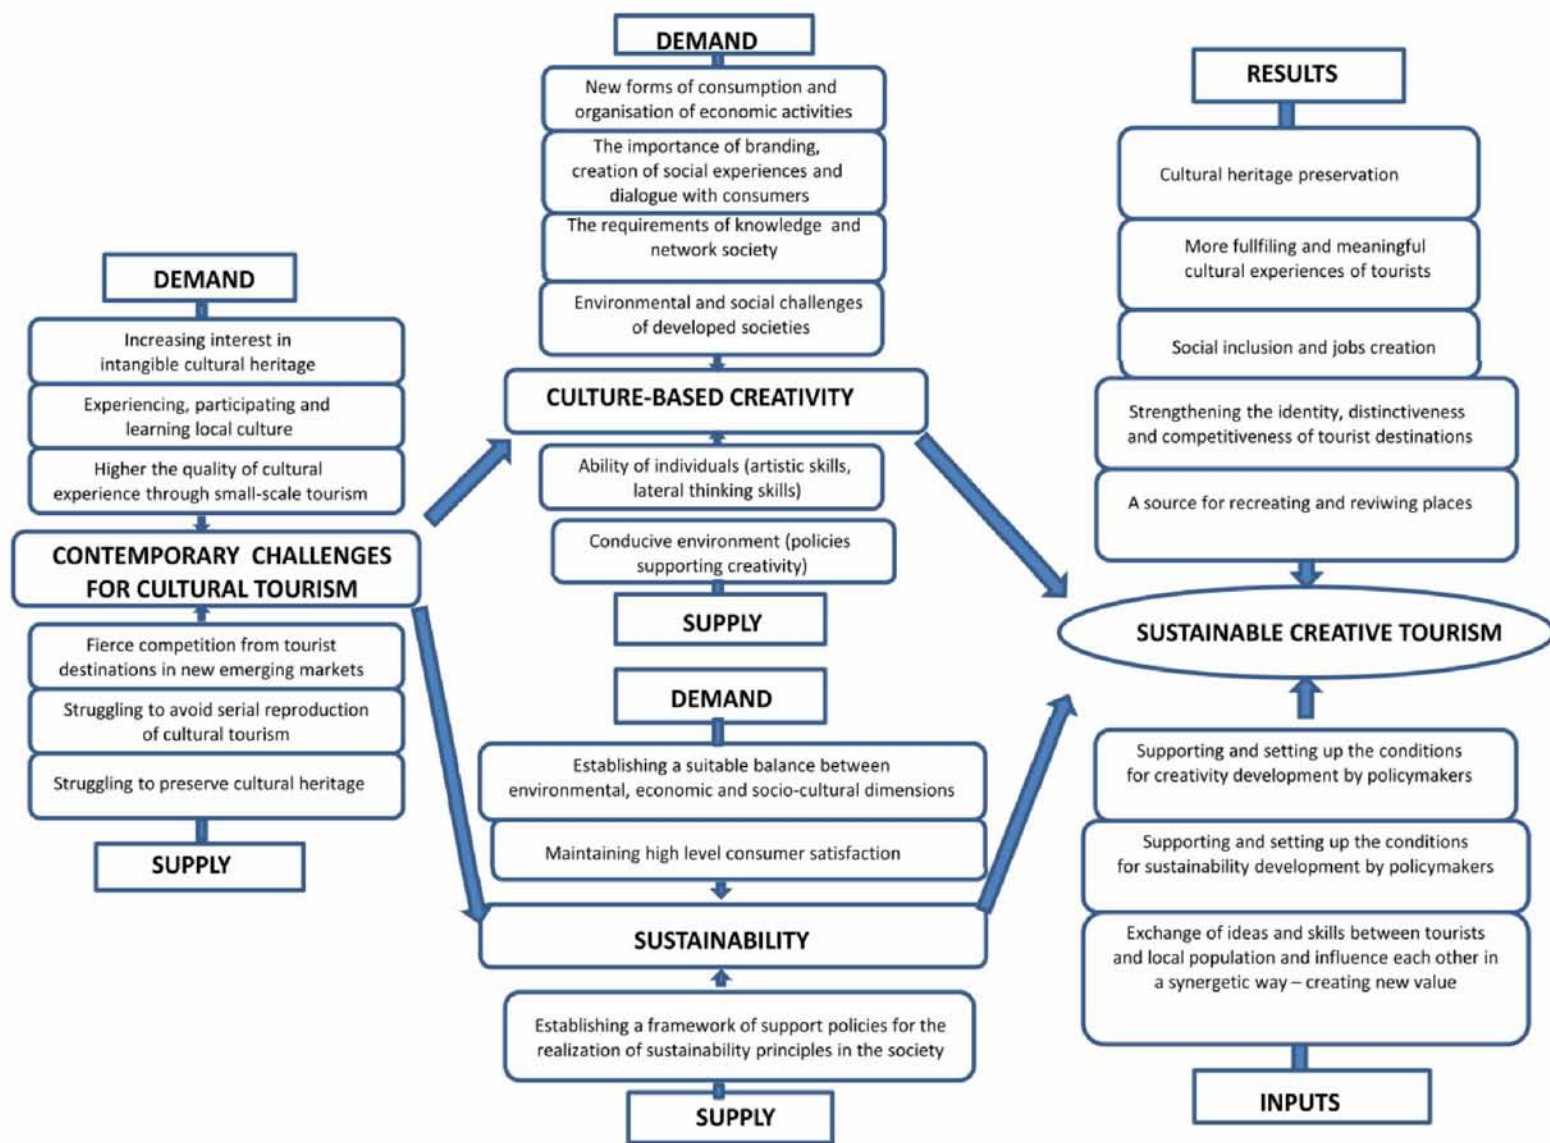 DEMAND
Increasing interest in
intangible cultural heritage
Experiencing, participating and
learning local culture
Higher the quality of cultural
experience through small-scale tourism
CONTEMPORARY CHALLENGES
FOR CULTURAL TOURISM
Fierce competition from tourist
destinations in new emerging markets
Struggling to avoid serial reproduction
of cultural tourism
Struggling to preserve cultural heritage
SUPPLY
DEMAND
New forms of consumption and
organisation of economic activities
The importance of branding,
creation of social experiences and
dialogue with consumers
The requirements of knowledge and
network society
Environmental and social challenges
of developed societies
CULTURE-BASED CREATIVITY
Ability of individuals (artistic skills,
lateral thinking skills)
Conducive environment (policies
supporting creativity)
SUPPLY
DEMAND
Establishing a suitable balance between
environmental, economic and socio-cultural dimensions
Maintaining high level consumer satisfaction
SUSTAINABILITY
Establishing a framework of support policies for the
realization of sustainability principles in the society
SUPPLY
RESULTS
Cultural heritage preservation
More fullfiling and meaningful
cultural experiences of tourists
Social inclusion and jobs creation
Strengthening the identity, distinctiveness
and competitiveness of tourist destinations
A source for recreating and reviwing places
SUSTAINABLE CREATIVE TOURISM
Supporting and setting up the conditions
for creativity development by policymakers
Supporting and setting up the conditions
for sustainability development by policymakers
Exchange of ideas and skills between tourists
and local population and influence each other in
a synergetic way – creating new value
INPUTS